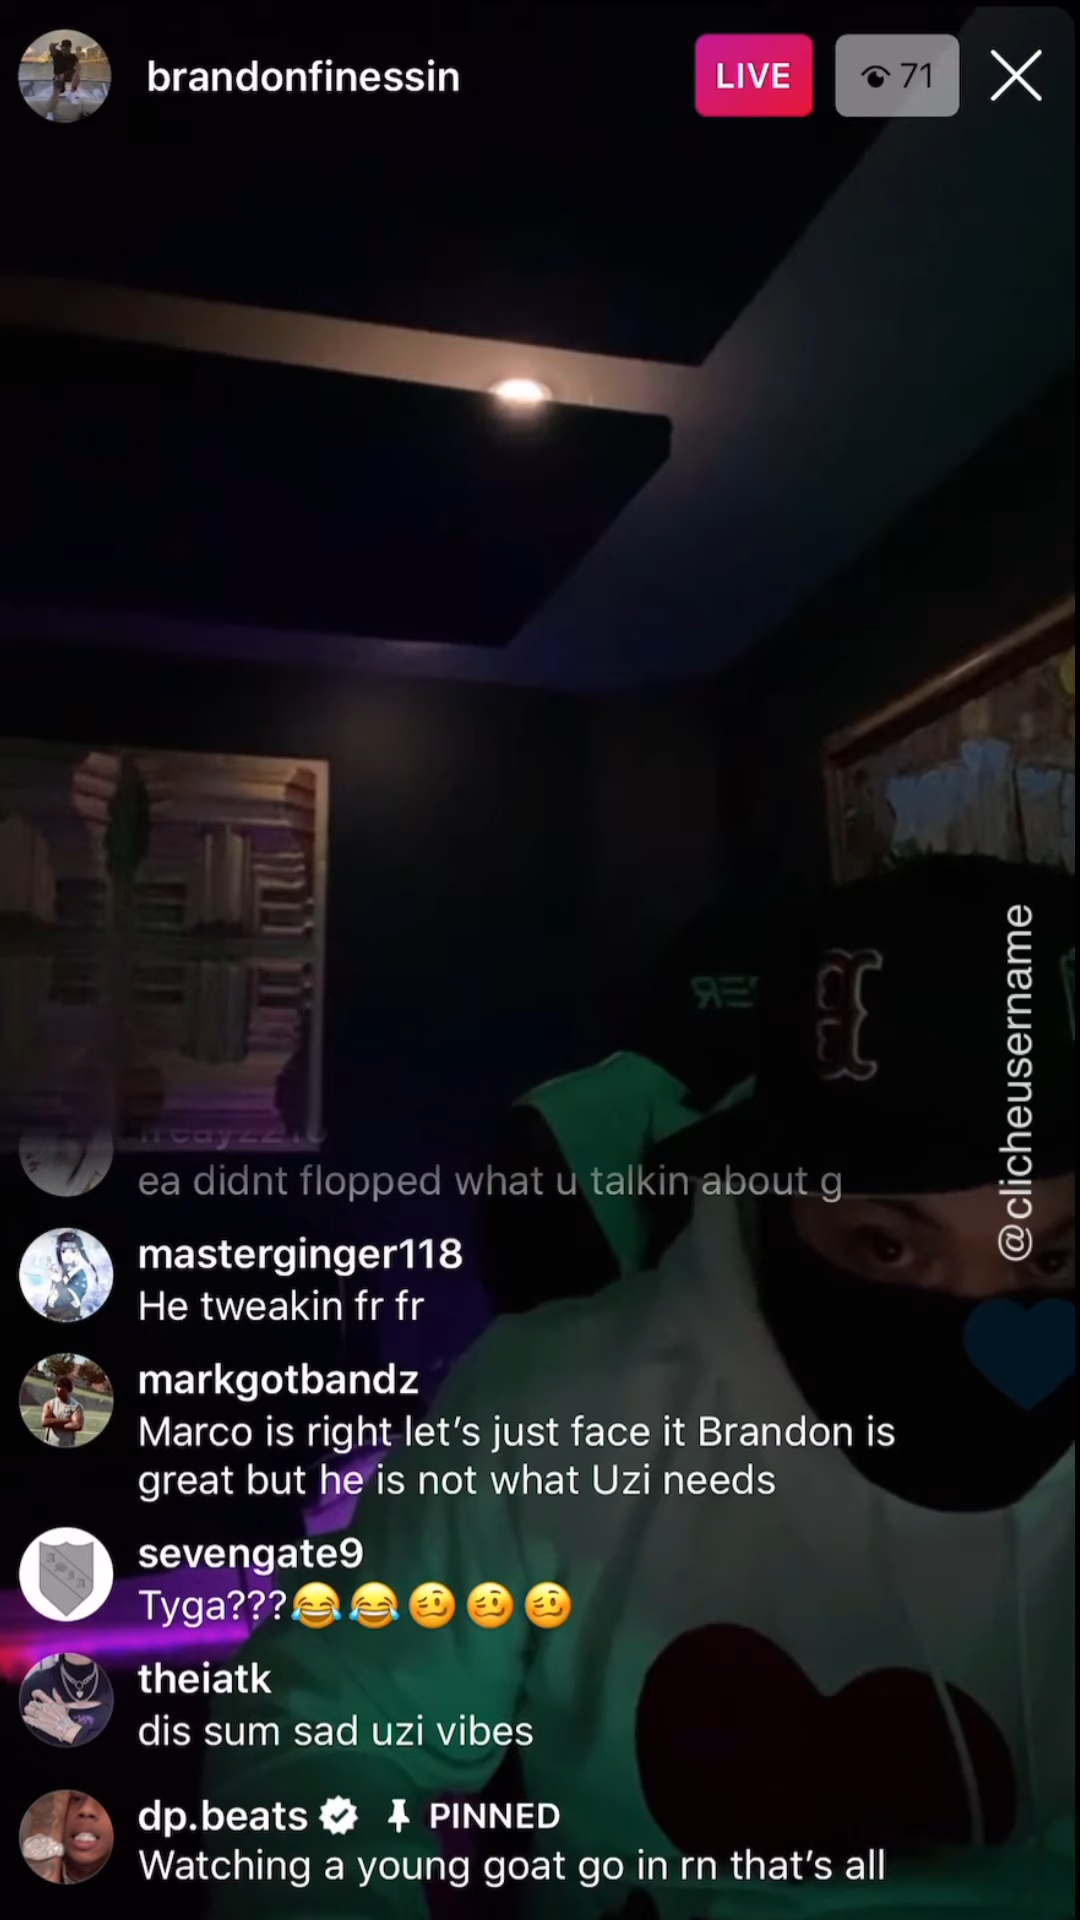 brandonfinessin
LIVE
71
@clicheusername
ea didnt flopped what u talkin about g
masterginger118
He tweakin fr fr
markgotbandz
Marco is right let’s just face it Brandon is
great but he is not what Uzi needs
sevengate9
Tyga???😂😂🥴🥴🥴
theiatk
dis sum sad uzi vibes
dp.beats PINNED
Watching a young goat go in rn that’s all